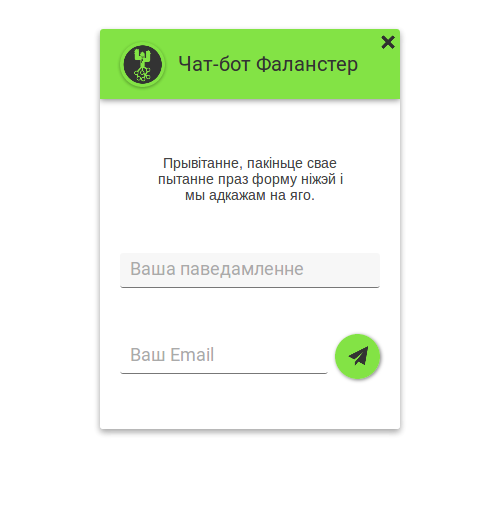 Чат-бот Фаланстер
Прывітанне, пакіньце свае
пытанне праз форму ніжэй і
мы адкажам на яго.
Ваша паведамленне
Ваш Email